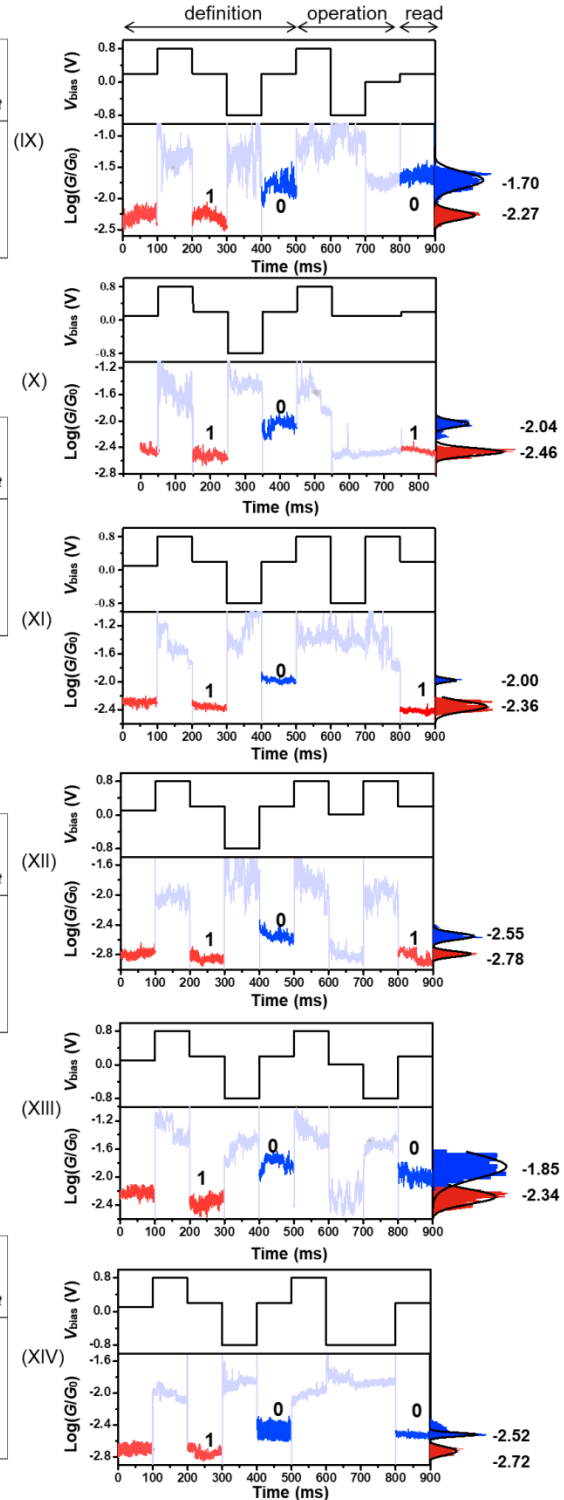 definition operation read
(IX)
V_bias (V)
0.8
0.0
-0.8
Log(G/G₀)
-1.0
-1.5
-2.0
-2.5
1
0
0
-1.70
-2.27
0 100 200 300 400 500 600 700 800 900
Time (ms)
t
(X)
V_bias (V)
0.8
0.0
-0.8
Log(G/G₀)
-1.2
-1.6
-2.0
-2.4
-2.8
1
0
1
-2.04
-2.46
0 100 200 300 400 500 600 700 800
Time (ms)
t
(XI)
V_bias (V)
0.8
0.0
-0.8
Log(G/G₀)
-1.2
-1.6
-2.0
-2.4
1
0
1
-2.00
-2.36
0 100 200 300 400 500 600 700 800 900
Time (ms)
(XII)
V_bias (V)
0.8
0.0
-0.8
Log(G/G₀)
-1.6
-2.0
-2.4
-2.8
1
0
1
-2.55
-2.78
0 100 200 300 400 500 600 700 800 900
Time (ms)
t
(XIII)
V_bias (V)
0.8
0.0
-0.8
Log(G/G₀)
-1.2
-1.6
-2.0
-2.4
1
0
0
-1.85
-2.34
0 100 200 300 400 500 600 700 800 900
Time (ms)
t
(XIV)
V_bias (V)
0.8
0.0
-0.8
Log(G/G₀)
-1.6
-2.0
-2.4
-2.8
1
0
0
-2.52
-2.72
0 100 200 300 400 500 600 700 800 900
Time (ms)